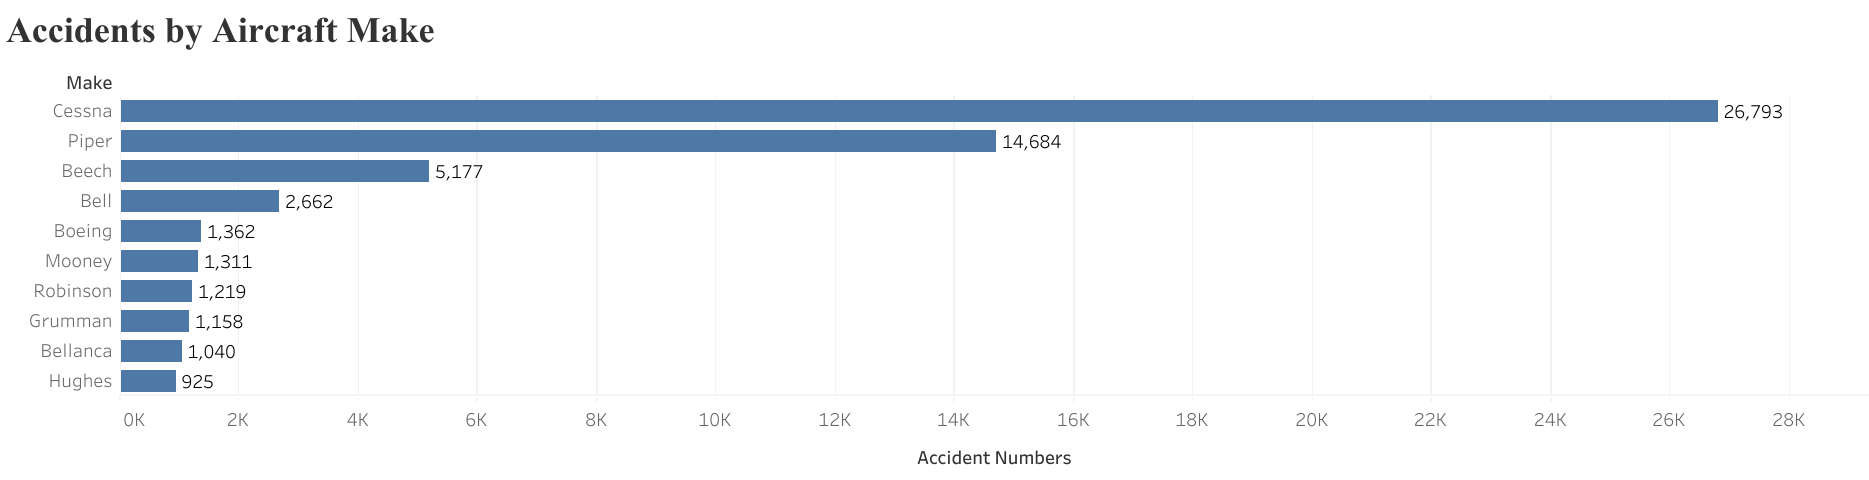 Accidents by Aircraft Make
Make
Cessna 26,793
Piper 14,684
Beech 5,177
Bell 2,662
Boeing 1,362
Mooney 1,311
Robinson 1,219
Grumman 1,158
Bellanca 1,040
Hughes 925
0K 2K 4K 6K 8K 10K 12K 14K 16K 18K 20K 22K 24K 26K 28K
Accident Numbers